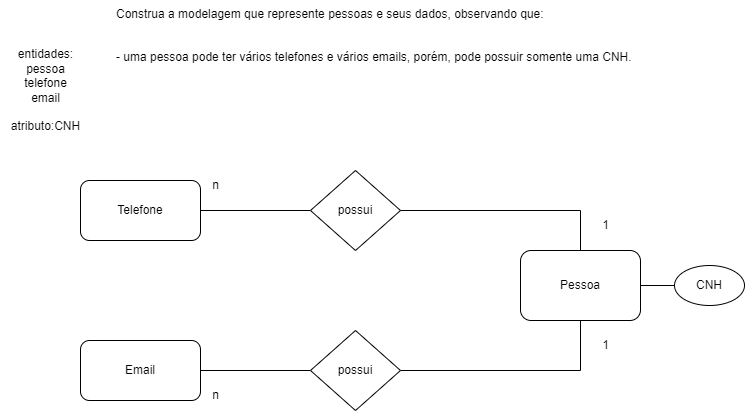 Construa a modelagem que represente pessoas e seus dados, observando que:
- uma pessoa pode ter vários telefones e vários emails, porém, pode possuir somente uma CNH.
entidades:
pessoa
telefone
email
atributo:CNH
n
Telefone
possui
1
Pessoa
CNH
1
Email
possui
n